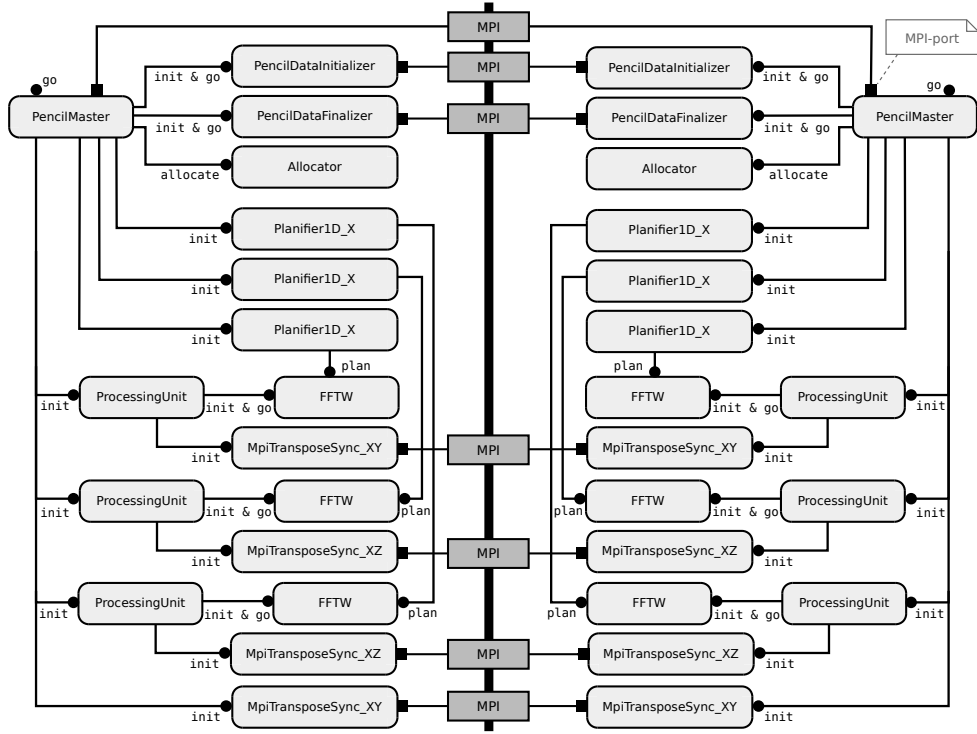 MPI
MPI-port
PencilDataInitializer
MPI
PencilDataInitializer
go
init & go
init & go
go
PencilMaster
PencilDataFinalizer
MPI
PencilDataFinalizer
PencilMaster
init & go
init & go
Allocator
Allocator
allocate
allocate
Planifier1D_X
Planifier1D_X
init
init
Planifier1D_X
Planifier1D_X
init
init
Planifier1D_X
Planifier1D_X
init
init
plan
plan
ProcessingUnit
FFTW
FFTW
ProcessingUnit
init
init & go
init & go
init
MpiTransposeSync_XY
MPI
MpiTransposeSync_XY
init
init
ProcessingUnit
FFTW
FFTW
ProcessingUnit
init
init & go
plan
plan
init & go
init
MpiTransposeSync_XZ
MPI
MpiTransposeSync_XZ
init
init
ProcessingUnit
FFTW
FFTW
ProcessingUnit
init
init & go
plan
plan
init & go
init
MpiTransposeSync_XZ
MPI
MpiTransposeSync_XZ
init
init
MpiTransposeSync_XY
MPI
MpiTransposeSync_XY
init
init